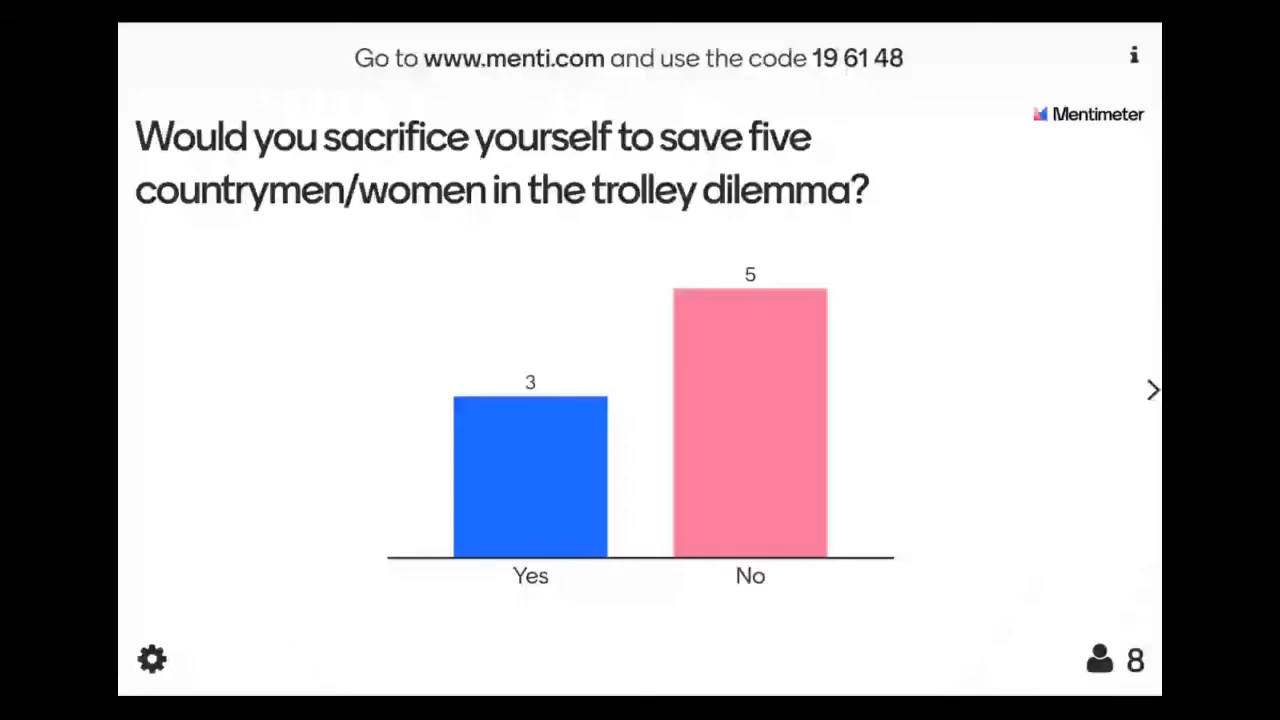 Go to www.menti.com and use the code 19 61 48
Mentimeter
Would you sacrifice yourself to save five
countrymen/women in the trolley dilemma?
5
3
Yes
No
8